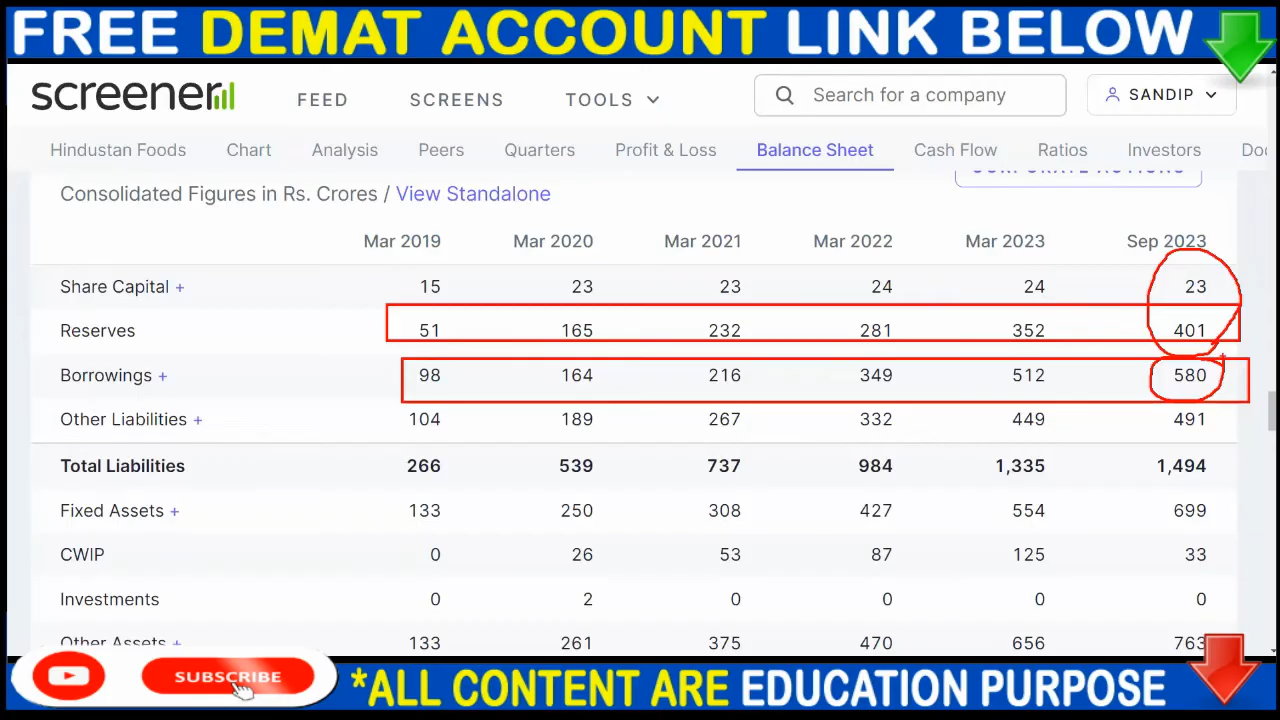 FREE DEMAT ACCOUNT LINK BELOW
screener FEED SCREENS TOOLS Search for a company SANDIP
Hindustan Foods Chart Analysis Peers Quarters Profit & Loss Balance Sheet Cash Flow Ratios Investors Doc
Consolidated Figures in Rs. Crores / View Standalone CORPORATE ACTIONS
Mar 2019 Mar 2020 Mar 2021 Mar 2022 Mar 2023 Sep 2023
Share Capital + 15 23 23 24 24 23
Reserves 51 165 232 281 352 401
Borrowings + 98 164 216 349 512 580
Other Liabilities + 104 189 267 332 449 491
Total Liabilities 266 539 737 984 1,335 1,494
Fixed Assets + 133 250 308 427 554 699
CWIP 0 26 53 87 125 33
Investments 0 2 0 0 0 0
Other Assets + 133 261 375 470 656 763
SUBSCRIBE *ALL CONTENT ARE EDUCATION PURPOSE